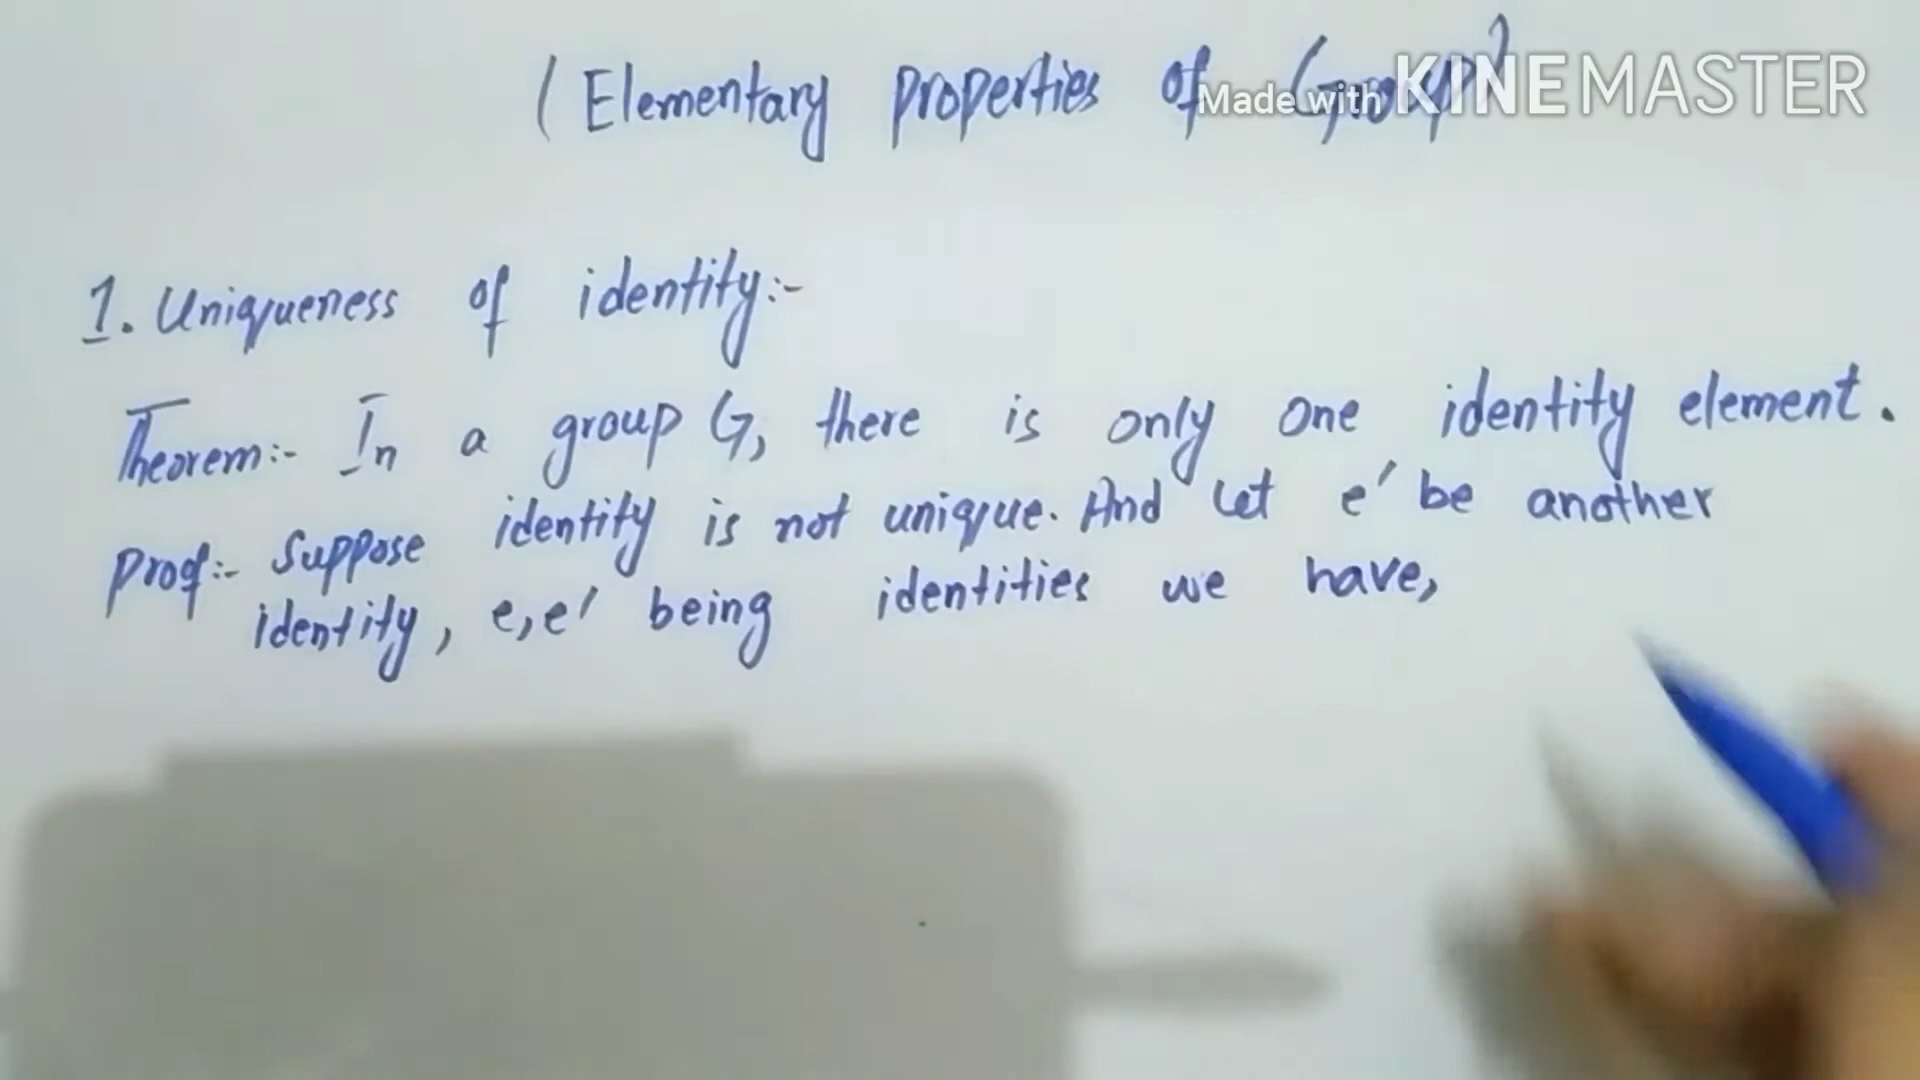 (Elementary properties of Group)
Made with KINEMASTER
1. Uniqueness of identity:-
Theorem:- In a group G, there is only one identity element.
Proof:- Suppose identity is not unique. And let e' be another
identity, e,e' being identities we have,